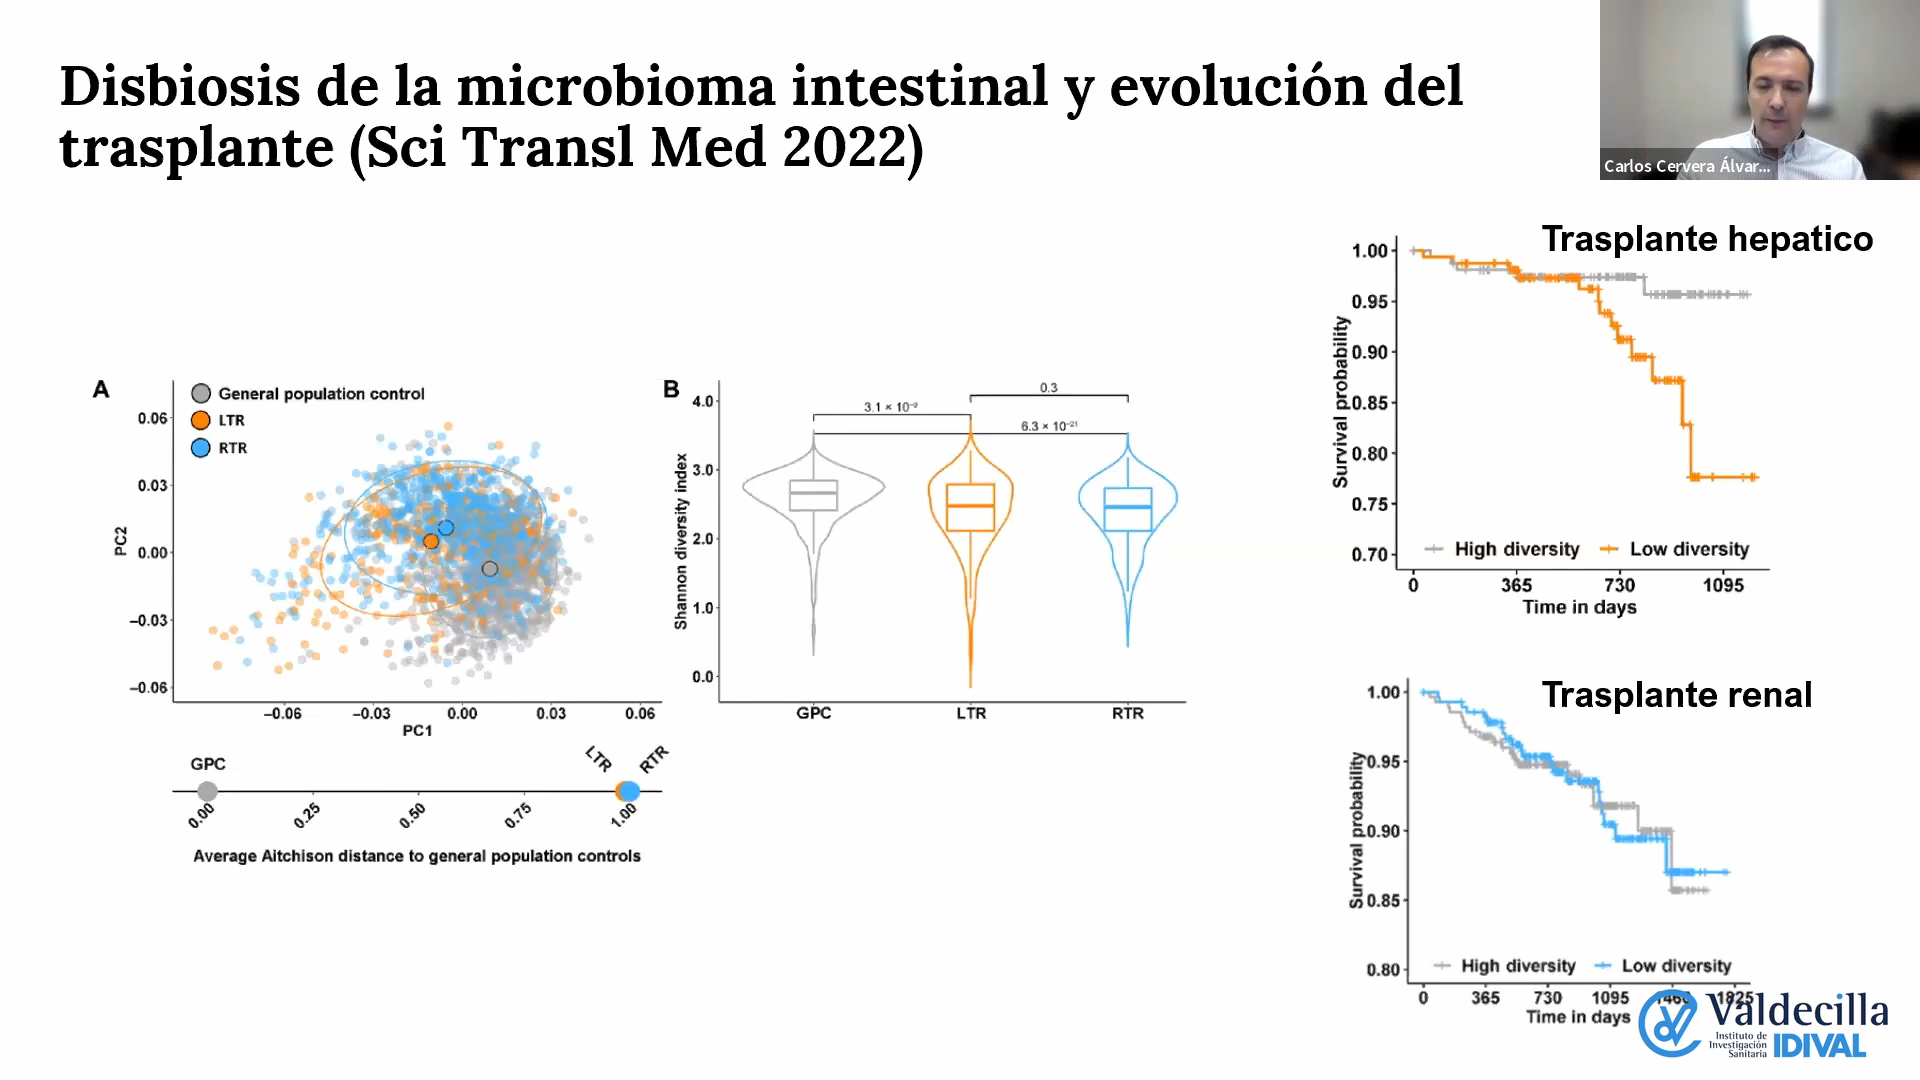 Disbiosis de la microbioma intestinal y evolución del
trasplante (Sci Transl Med 2022)
Carlos Cervera Álvar...
A
General population control
LTR
RTR
0.06
0.03
0.00
−0.03
−0.06
PC2
−0.06
−0.03
0.00
0.03
0.06
PC1
GPC
LTR
RTR
0.00
0.25
0.50
0.75
1.00
Average Aitchison distance to general population controls
B
4.0
3.0
2.0
1.0
0.0
Shannon diversity index
3.1 × 10⁻⁹
0.3
6.3 × 10⁻²¹
GPC
LTR
RTR
Trasplante hepatico
1.00
0.95
0.90
0.85
0.80
0.75
0.70
Survival probability
High diversity
Low diversity
0
365
730
1095
Time in days
Trasplante renal
1.00
0.95
0.90
0.85
0.80
Survival probability
High diversity
Low diversity
0
365
730
1095
1460
1825
Time in days
Valdecilla
Instituto de
Investigación
Sanitaria
IDIVAL